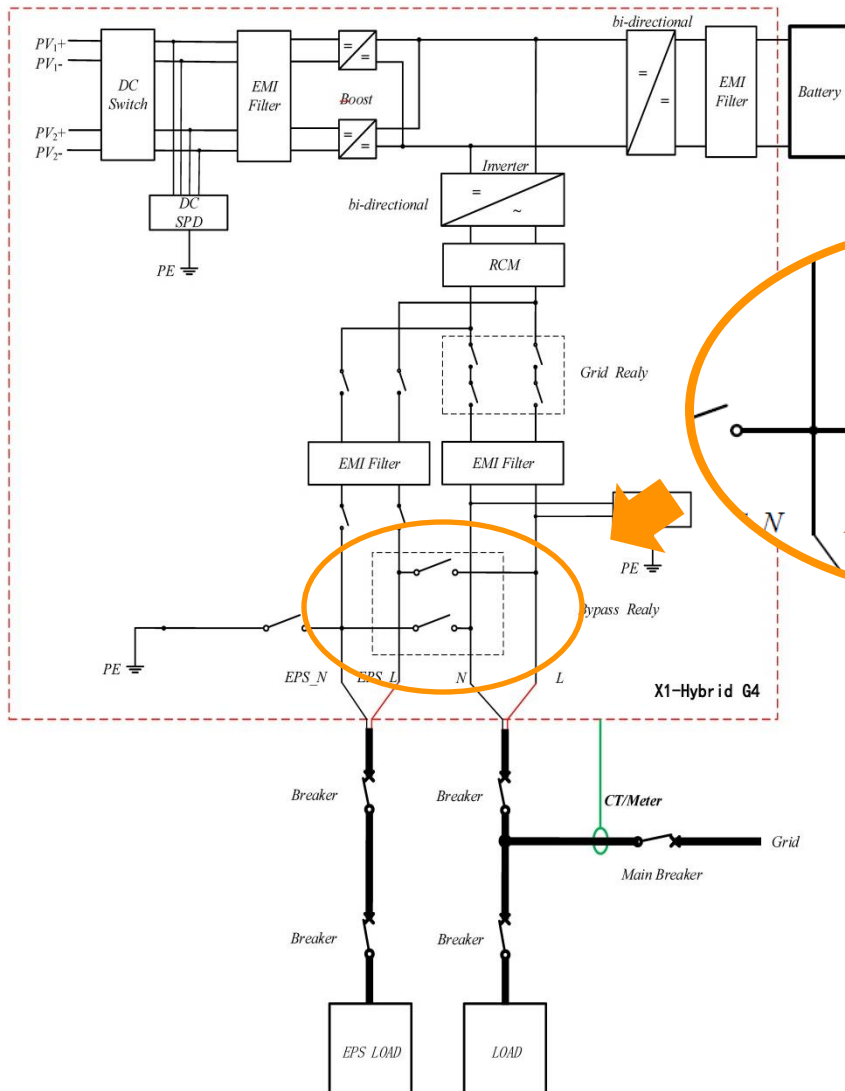 bi-directional
PV1+
PV1-
DC
Switch
EMI
Filter
=
=
Boost
PV2+
PV2-
=
=
=
=
EMI
Filter
Battery
DC
SPD
PE
Inverter
bi-directional
=
~
RCM
Grid Realy
EMI Filter
EMI Filter
N
PE
Bypass Realy
PE
EPS_N
EPS_L
N
L
X1-Hybrid G4
Breaker
Breaker
CT/Meter
Grid
Main Breaker
Breaker
Breaker
EPS LOAD
LOAD